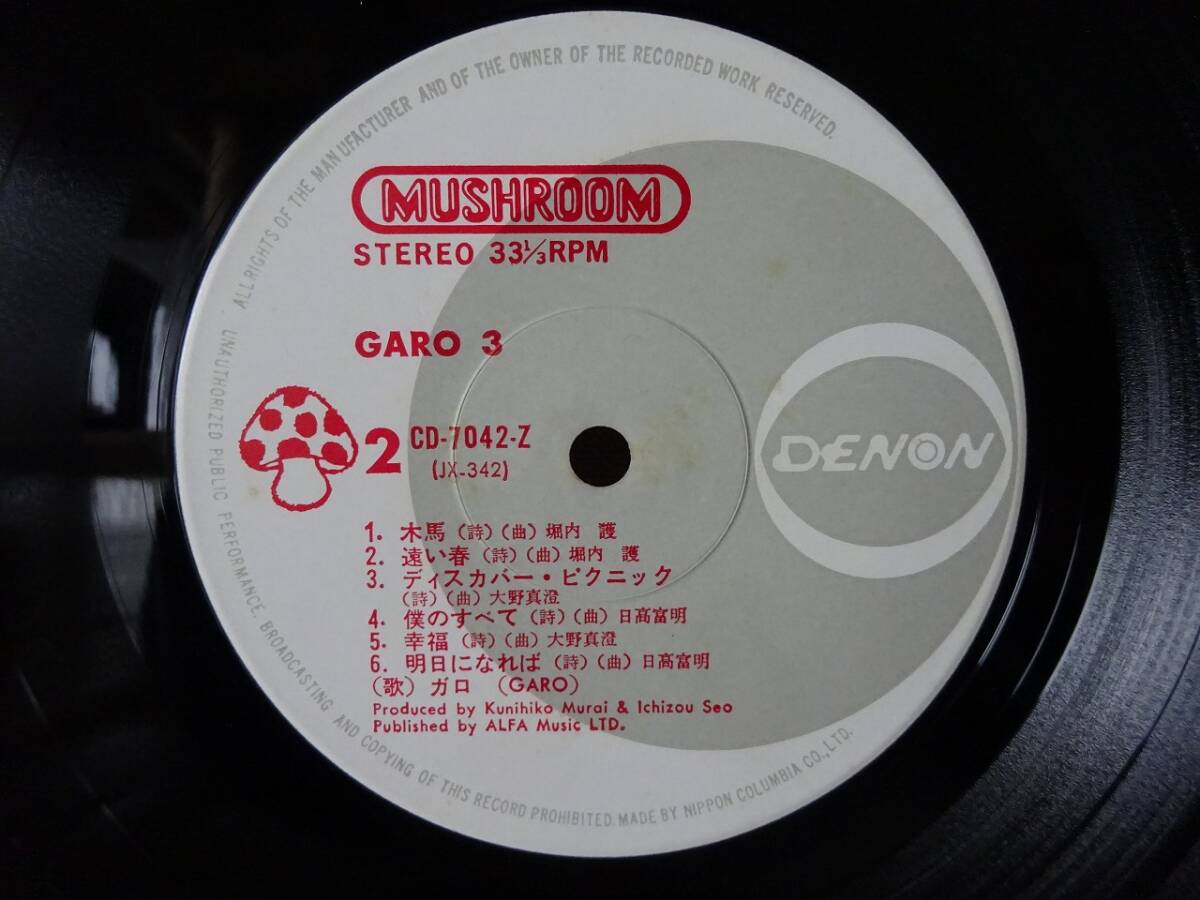 ALL RIGHTS OF THE MANUFACTURER AND OF THE OWNER OF THE RECORDED WORK RESERVED.
MUSHROOM
STEREO 33⅓RPM
GARO 3
2 CD-7042-Z
(JX-342)
DENON
1. 木馬 (詩) (曲) 堀内 護
2. 遠い春 (詩) (曲) 堀内 護
3. ディスカバー・ピクニック
(詩) (曲) 大野真澄
4. 僕のすべて (詩) (曲) 日高富明
5. 幸福 (詩) (曲) 大野真澄
6. 明日になれば (詩) (曲) 日高富明
(歌) ガロ (GARO)
Produced by Kunihiko Murai & Ichizou Seo
Published by ALFA Music LTD.
UNAUTHORIZED PUBLIC PERFORMANCE, BROADCASTING AND COPYING OF THIS RECORD PROHIBITED. MADE BY NIPPON COLUMBIA CO., LTD.